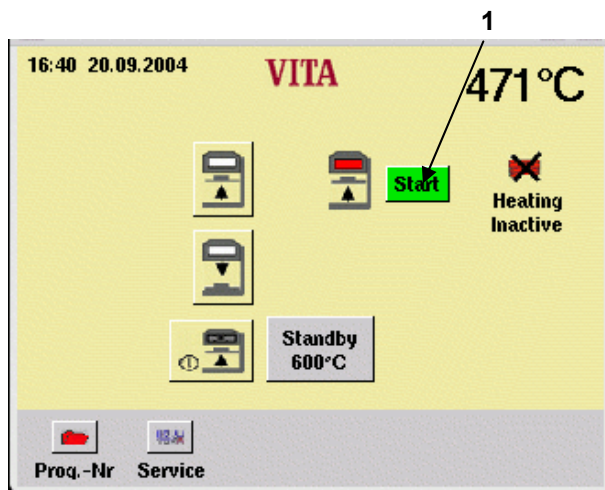 1
16:40 20.09.2004 VITA 471°C
Start
Heating
Inactive
Standby
600°C
Prog.-Nr Service